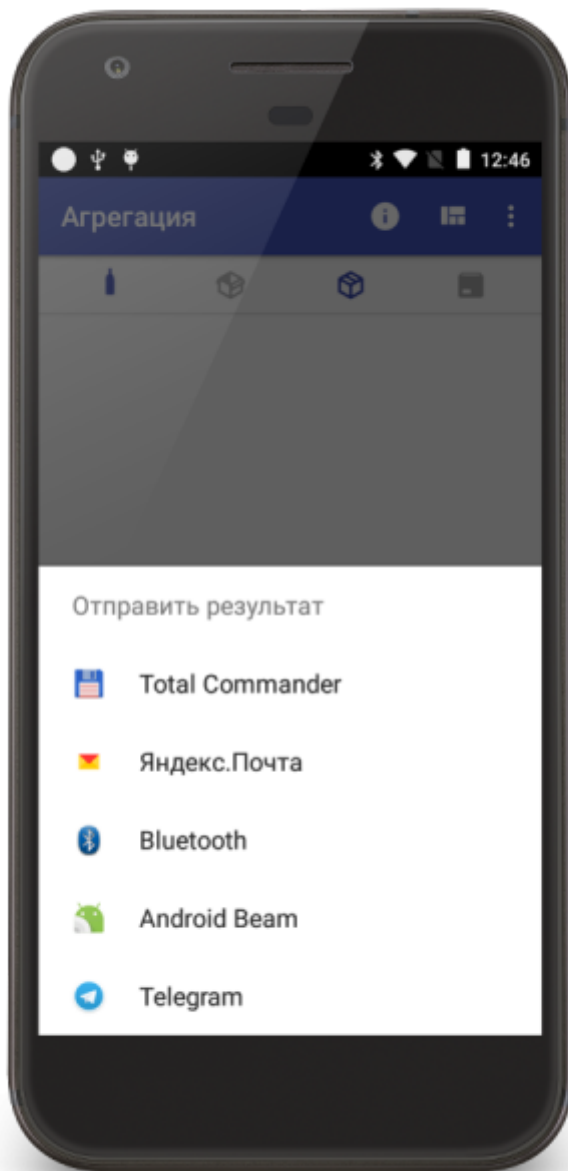 12:46
Агрегация
Отправить результат
Total Commander
Яндекс.Почта
Bluetooth
Android Beam
Telegram